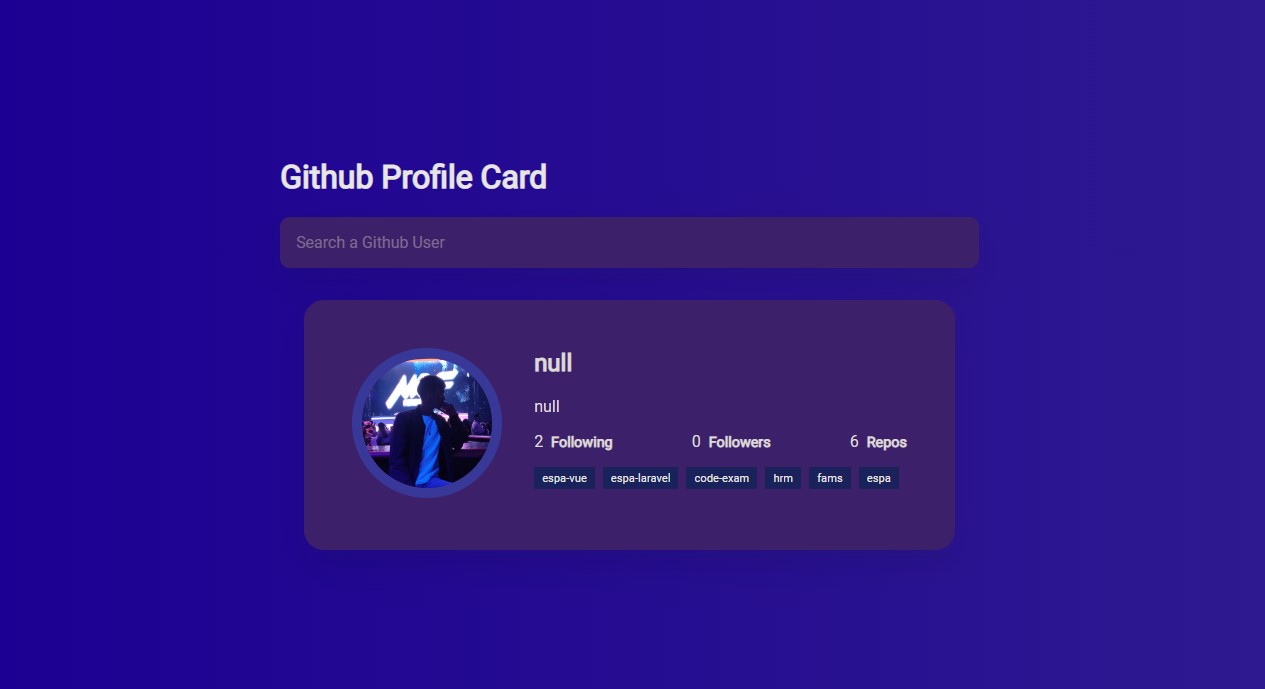 Github Profile Card
Search a Github User
null
null
2 Following 0 Followers 6 Repos
espa-vue espa-laravel code-exam hrm fams espa